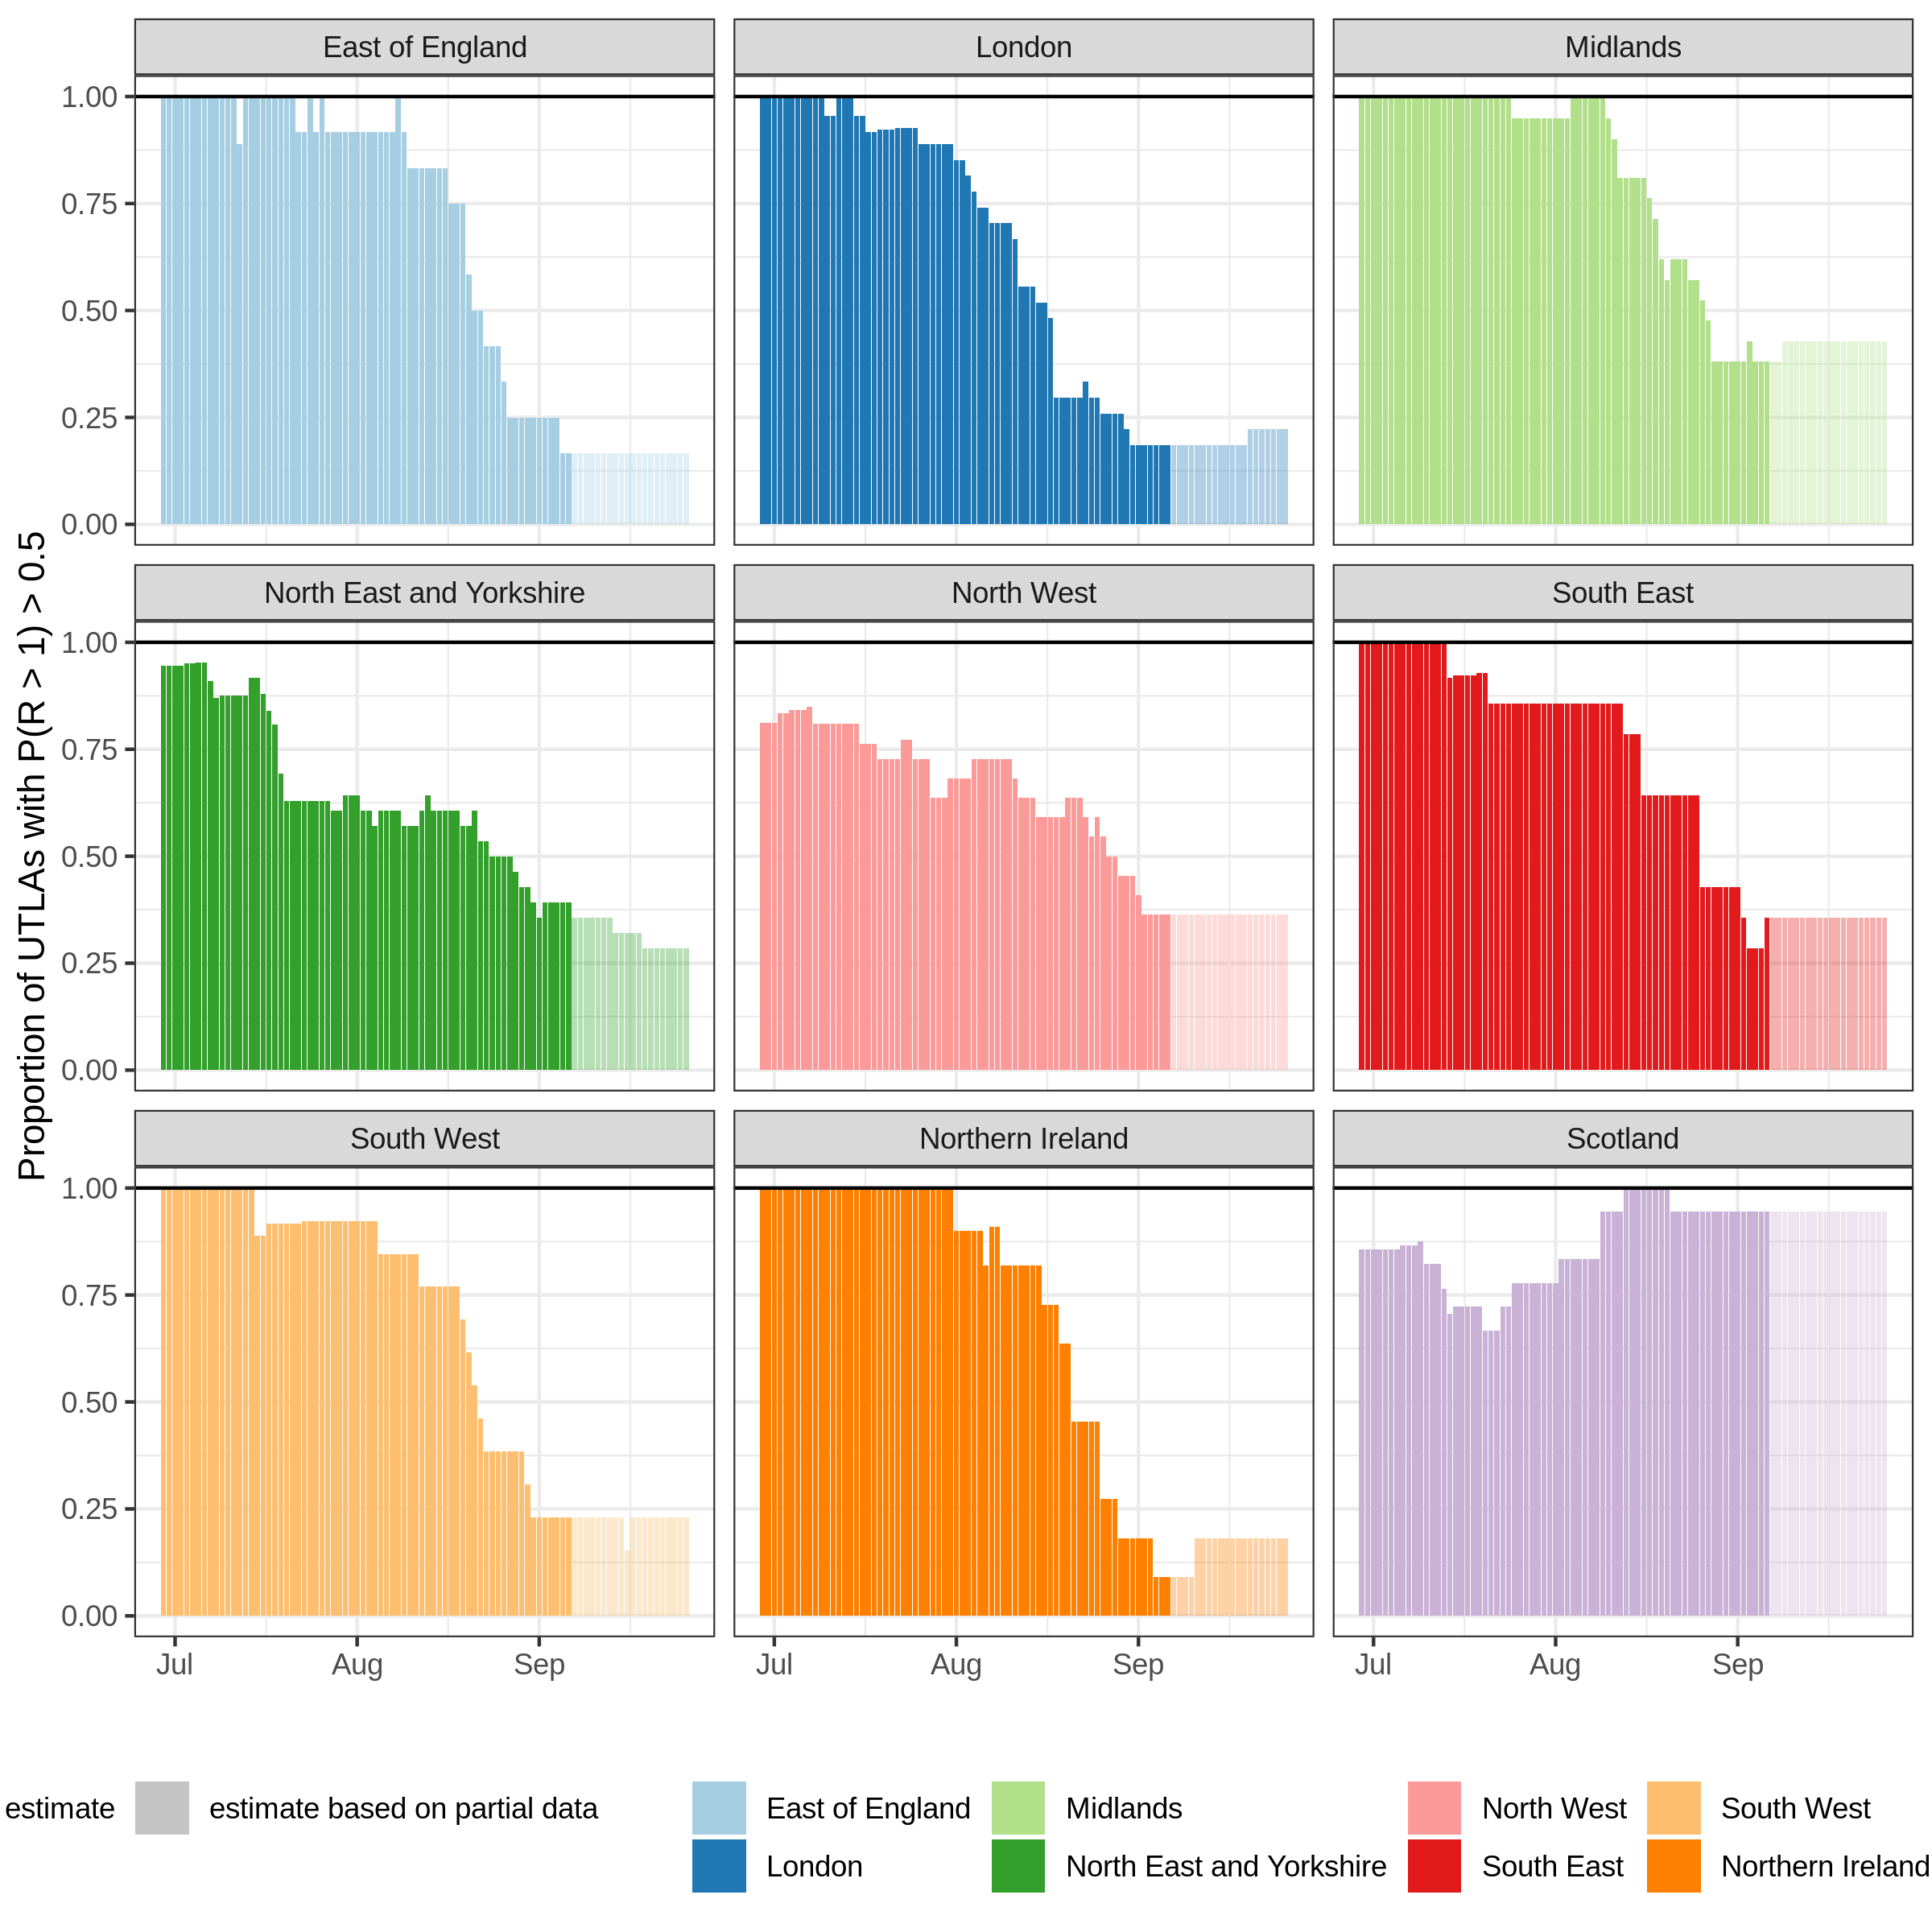 East of England London Midlands
1.00
0.75
0.50
0.25
0.00
North East and Yorkshire North West South East
1.00
0.75
0.50
0.25
0.00
Proportion of UTLAs with P(R > 1) > 0.5
South West Northern Ireland Scotland
1.00
0.75
0.50
0.25
0.00
Jul Aug Sep Jul Aug Sep Jul Aug Sep
estimate estimate based on partial data East of England Midlands North West South West
London North East and Yorkshire South East Northern Ireland